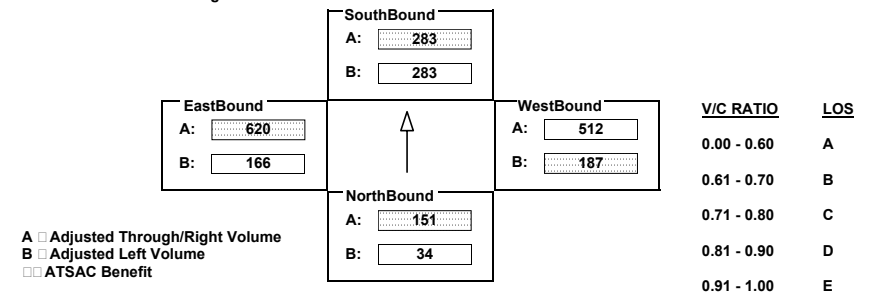 SouthBound
A: 283
B: 283
EastBound
A: 620
B: 166
WestBound
A: 512
B: 187
NorthBound
A: 151
B: 34
A □ Adjusted Through/Right Volume
B □ Adjusted Left Volume
□□ ATSAC Benefit
V/C RATIO LOS
0.00 - 0.60 A
0.61 - 0.70 B
0.71 - 0.80 C
0.81 - 0.90 D
0.91 - 1.00 E